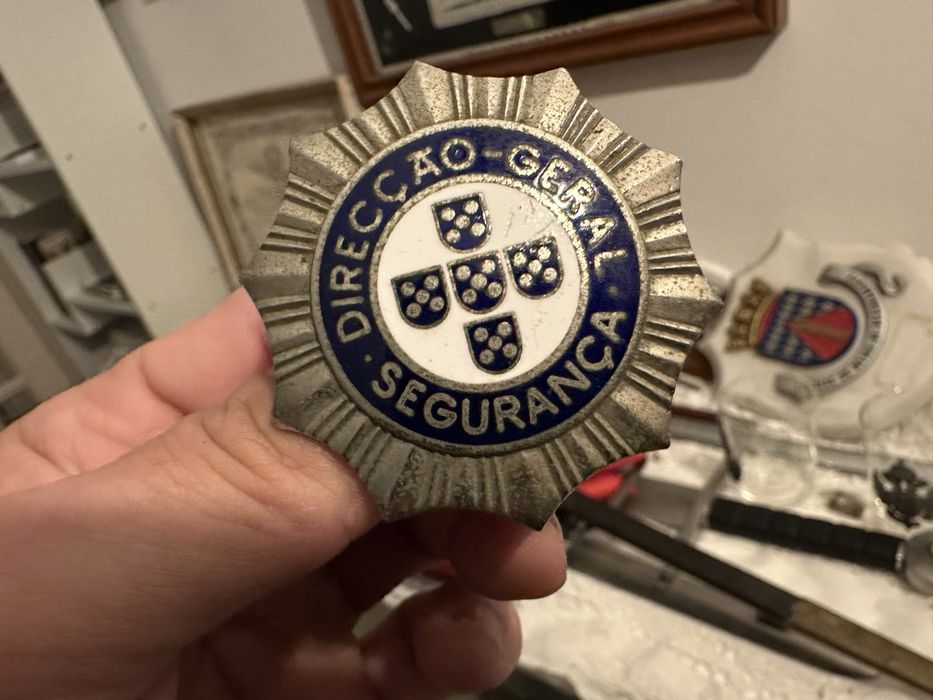 · DIRECÇÃO-GERAL ·
SEGURANÇA